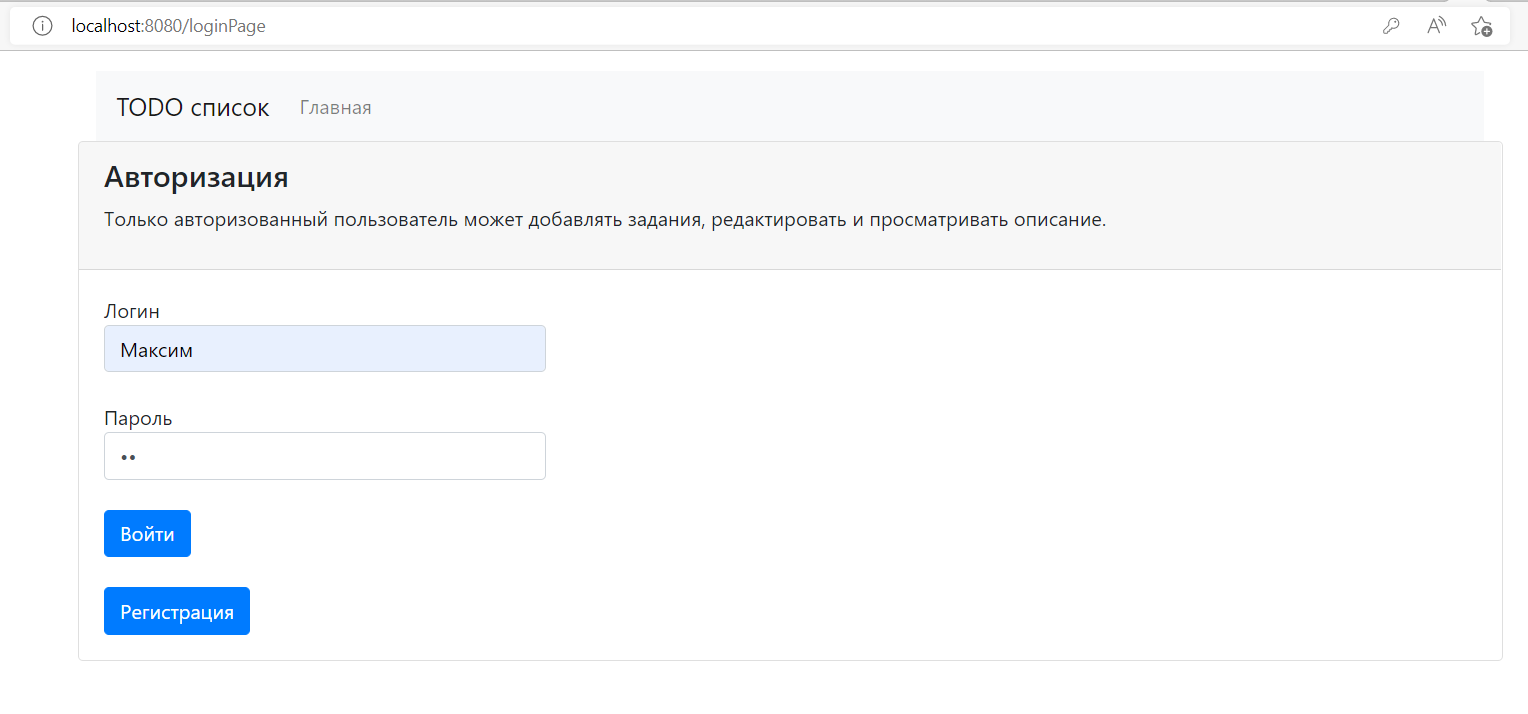 localhost:8080/loginPage
TODO список Главная
Авторизация
Только авторизованный пользователь может добавлять задания, редактировать и просматривать описание.
Логин
Максим
Пароль
••
Войти
Регистрация